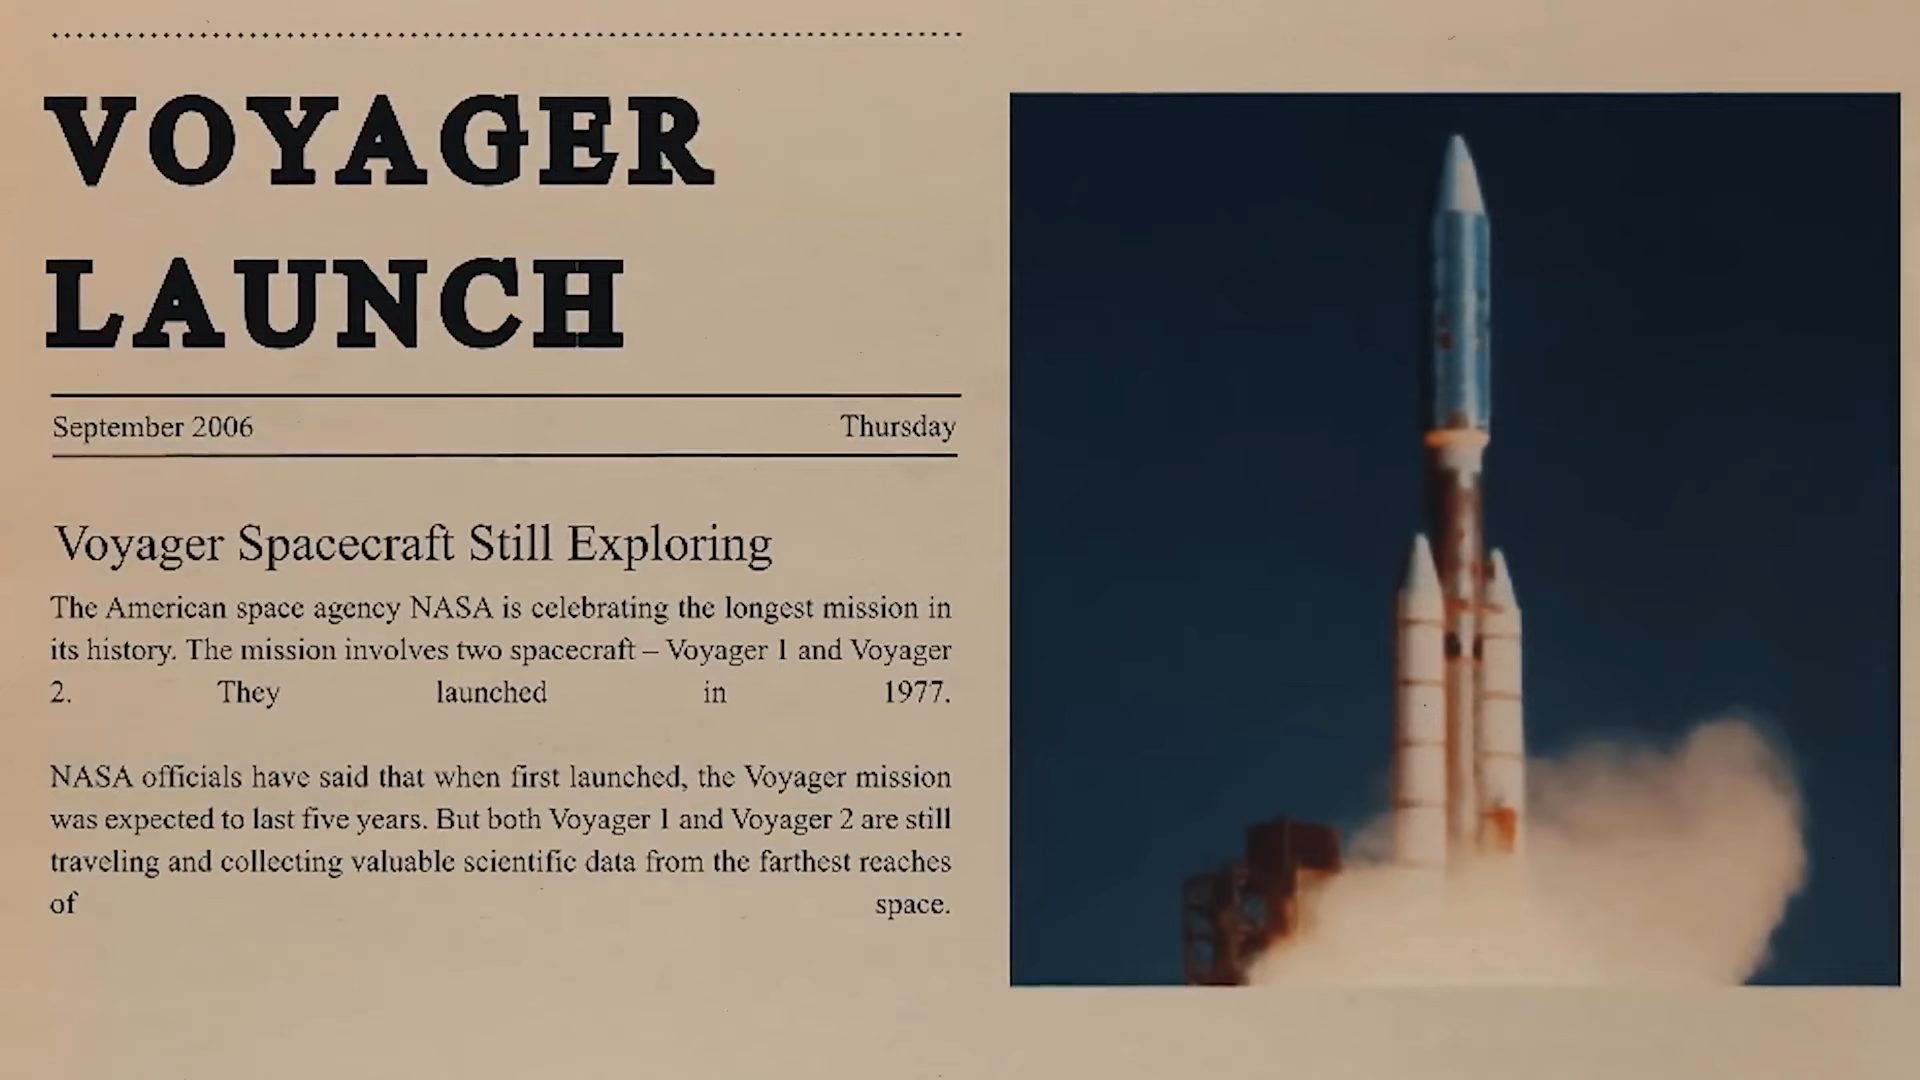 VOYAGER
LAUNCH
September 2006 Thursday
Voyager Spacecraft Still Exploring
The American space agency NASA is celebrating the longest mission in
its history. The mission involves two spacecraft – Voyager 1 and Voyager
2. They launched in 1977.
NASA officials have said that when first launched, the Voyager mission
was expected to last five years. But both Voyager 1 and Voyager 2 are still
traveling and collecting valuable scientific data from the farthest reaches
of space.